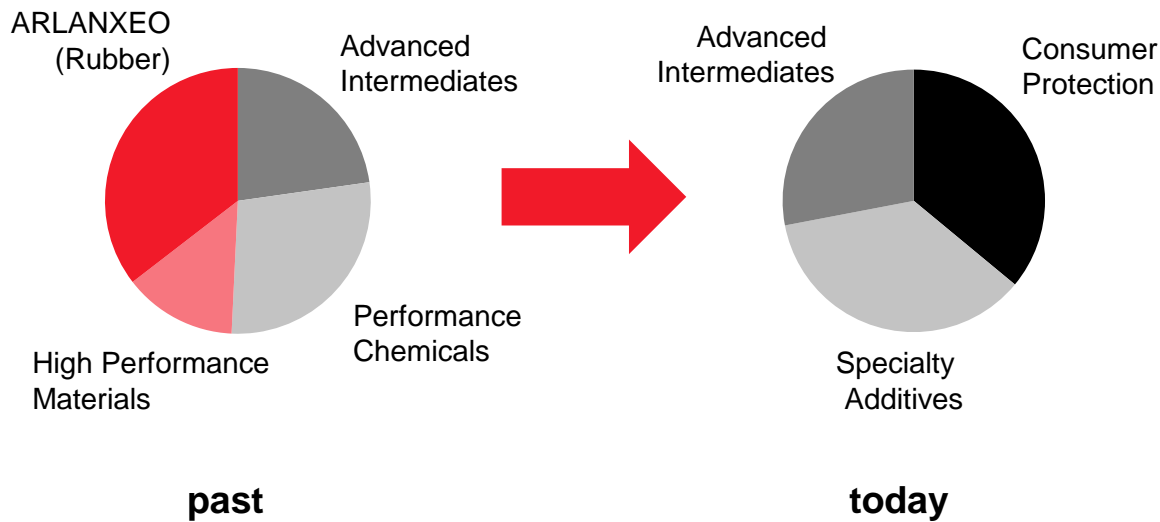 ARLANXEO
(Rubber)
Advanced
Intermediates
Performance
Chemicals
High Performance
Materials
past
Advanced
Intermediates
Consumer
Protection
Specialty
Additives
today